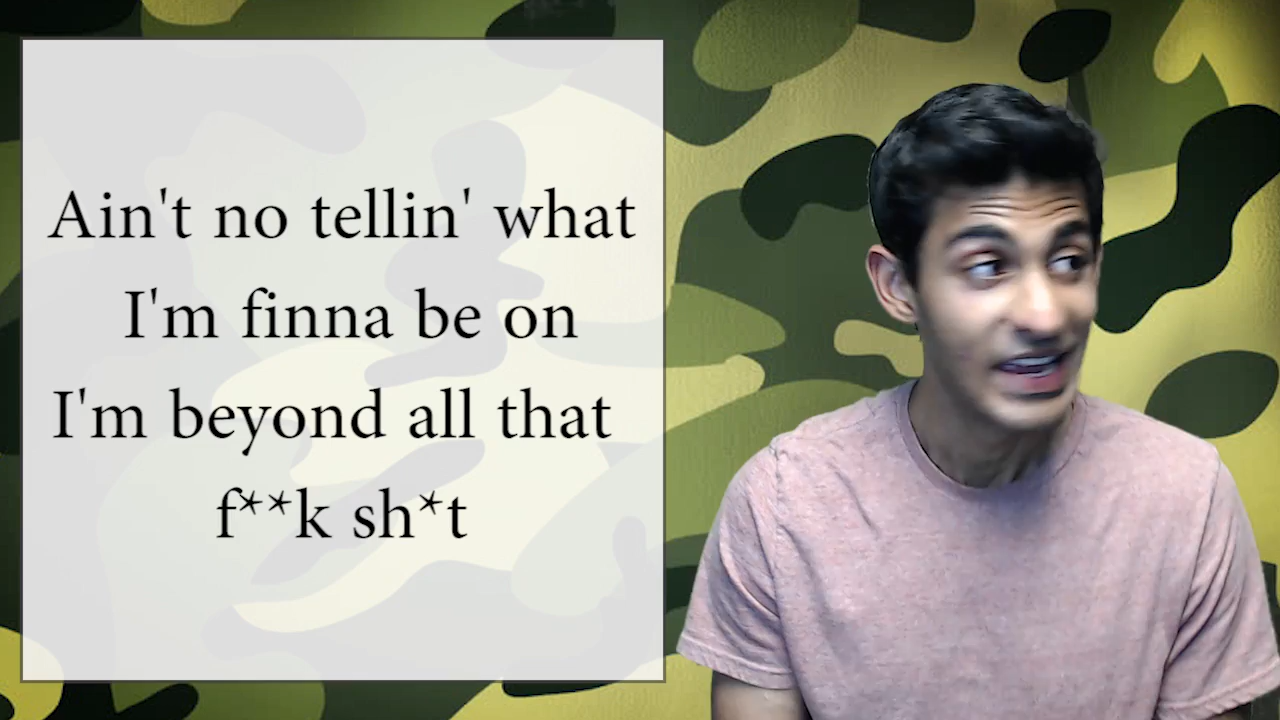 Ain't no tellin' what
I'm finna be on
I'm beyond all that
f**k sh*t